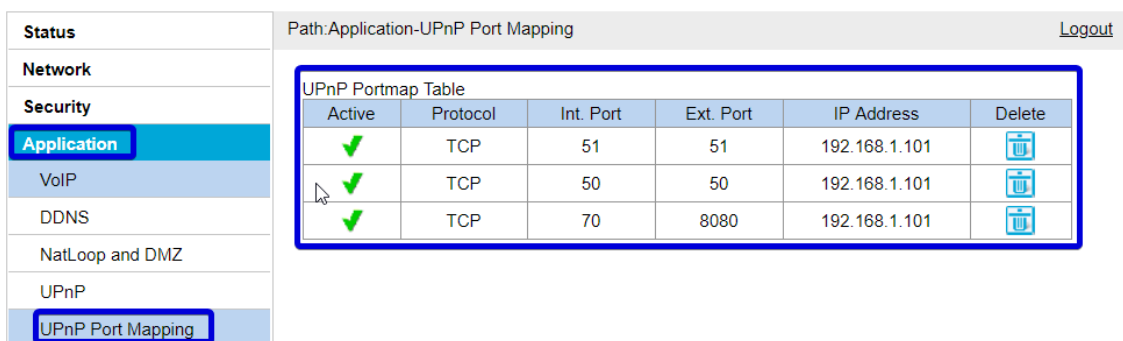 Status
Network
Security
Application
VoIP
DDNS
NatLoop and DMZ
UPnP
UPnP Port Mapping
Path:Application-UPnP Port Mapping Logout
UPnP Portmap Table
Active Protocol Int. Port Ext. Port IP Address Delete
TCP 51 51 192.168.1.101
TCP 50 50 192.168.1.101
TCP 70 8080 192.168.1.101